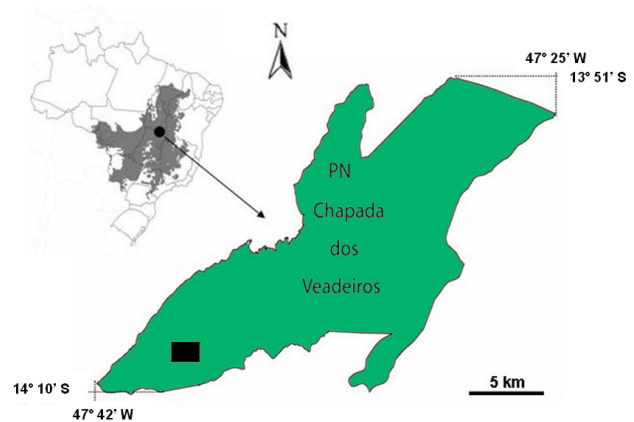 N
47° 25’ W
13° 51’ S
PN
Chapada
dos
Veadeiros
14° 10’ S
47° 42’ W
5 km